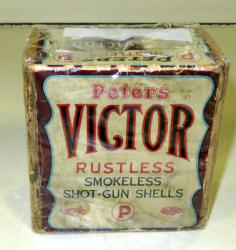 Peters
VICTOR
RUSTLESS
SMOKELESS
SHOT-GUN SHELLS
P